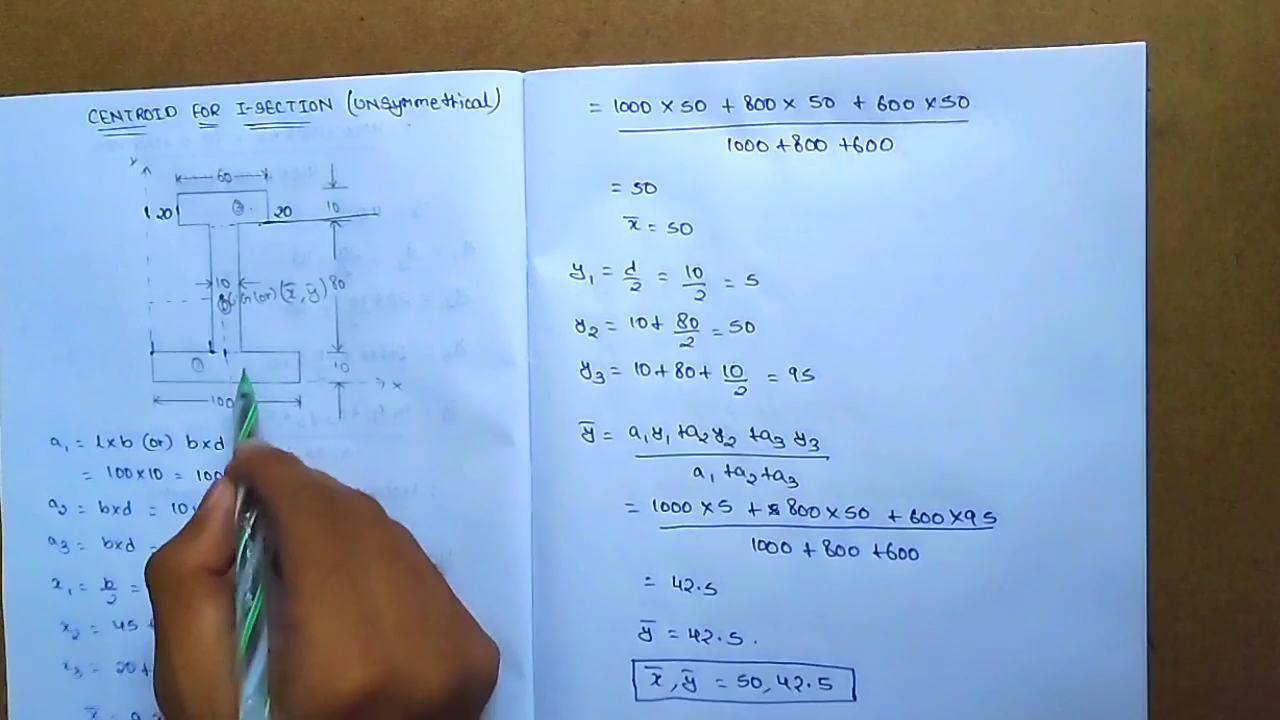 CENTROID FOR I-SECTION (UNSymmetrical)
Y
60
20
20
10
10
(or) (x̅, y̅)
80
①
10
x
100
a₁ = l×b (or) b×d
= 100×10 = 100
a₂ = b×d = 10
a₃ = b×d =
x₁ = b/2 =
x₂ = 45
x₃ = 20+
x̅ =
= 1000 × 50 + 800 × 50 + 600 × 50
1000 + 800 + 600
= 50
x̅ = 50
y₁ = d/2 = 10/2 = 5
y₂ = 10 + 80/2 = 50
y₃ = 10 + 80 + 10/2 = 95
y̅ = a₁y₁ + a₂y₂ + a₃y₃
a₁ + a₂ + a₃
= 1000 × 5 + 800 × 50 + 600 × 95
1000 + 800 + 600
= 42.5
y̅ = 42.5.
x̅, y̅ = 50, 42.5